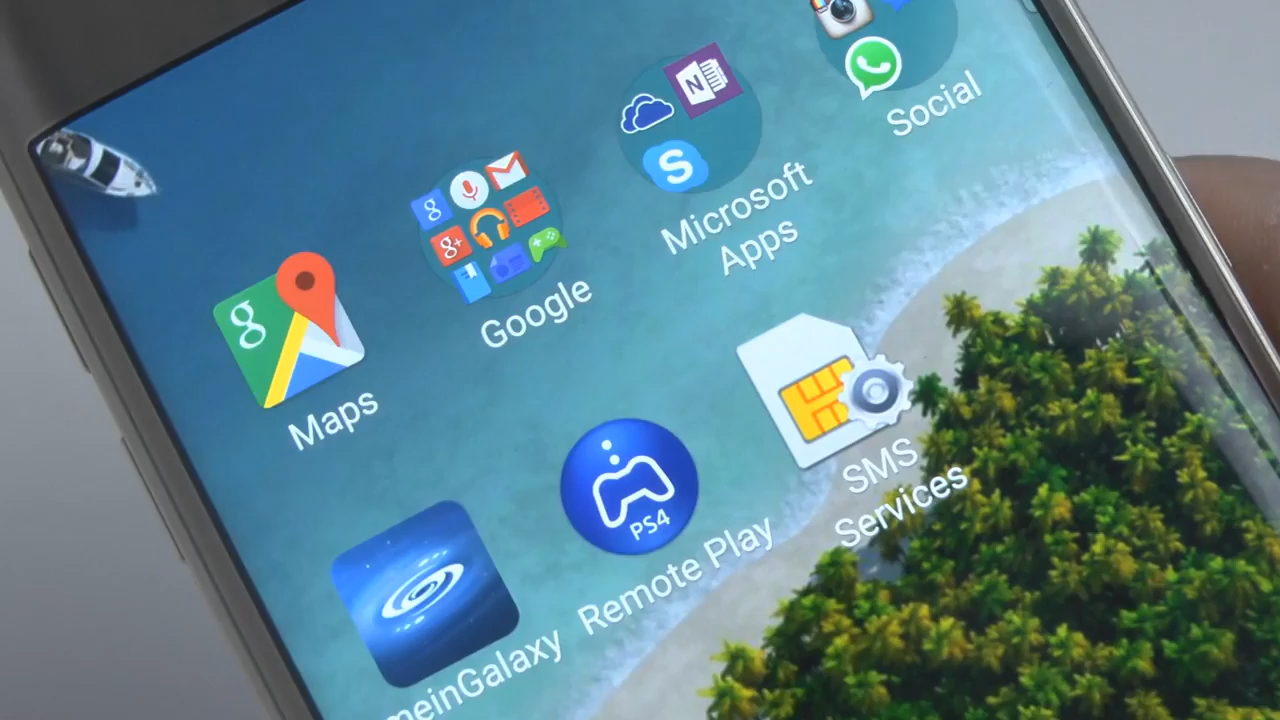 Social
Microsoft
Apps
N
S
Google
g
g+
Maps
g
SMS
Services
Remote Play
PS4
meinGalaxy